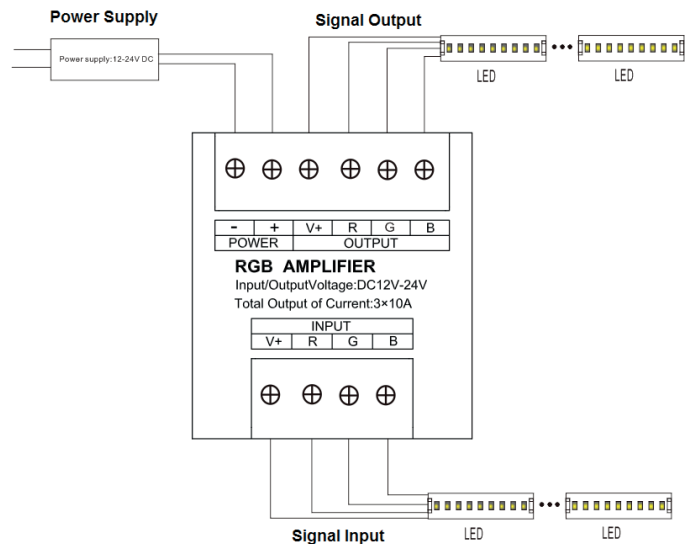 Power Supply
Signal Output
Power supply:12-24V DC
LED
LED
- + V+ R G B
POWER OUTPUT
RGB AMPLIFIER
Input/OutputVoltage:DC12V-24V
Total Output of Current:3×10A
INPUT
V+ R G B
Signal Input
LED
LED